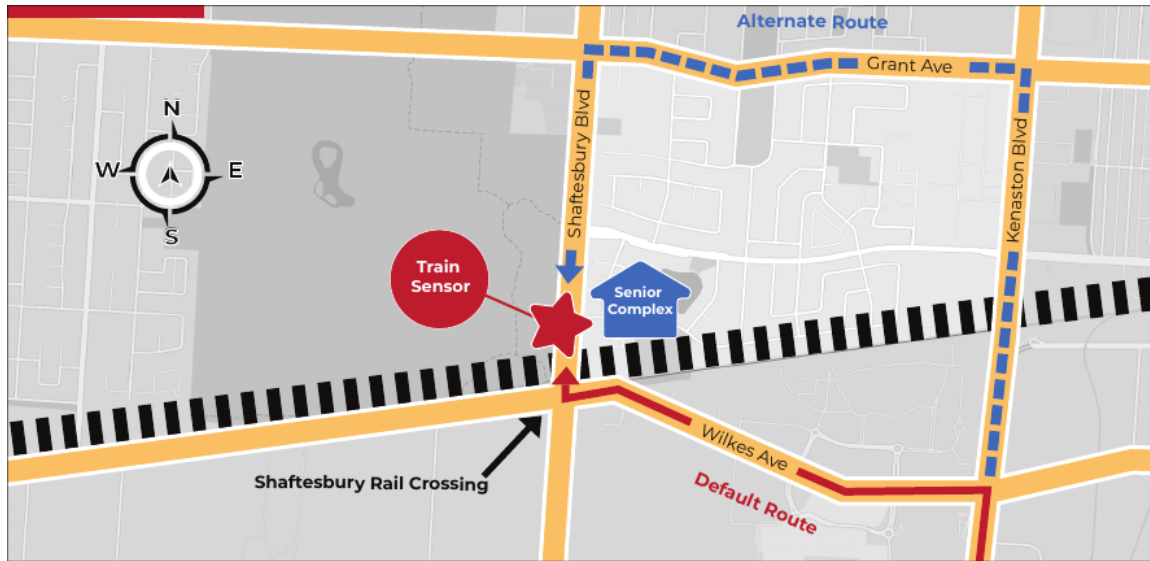 Alternate Route
Grant Ave
N
W
E
S
Shaftesbury Blvd
Kenaston Blvd
Train
Sensor
Senior
Complex
Wilkes Ave
Shaftesbury Rail Crossing
Default Route